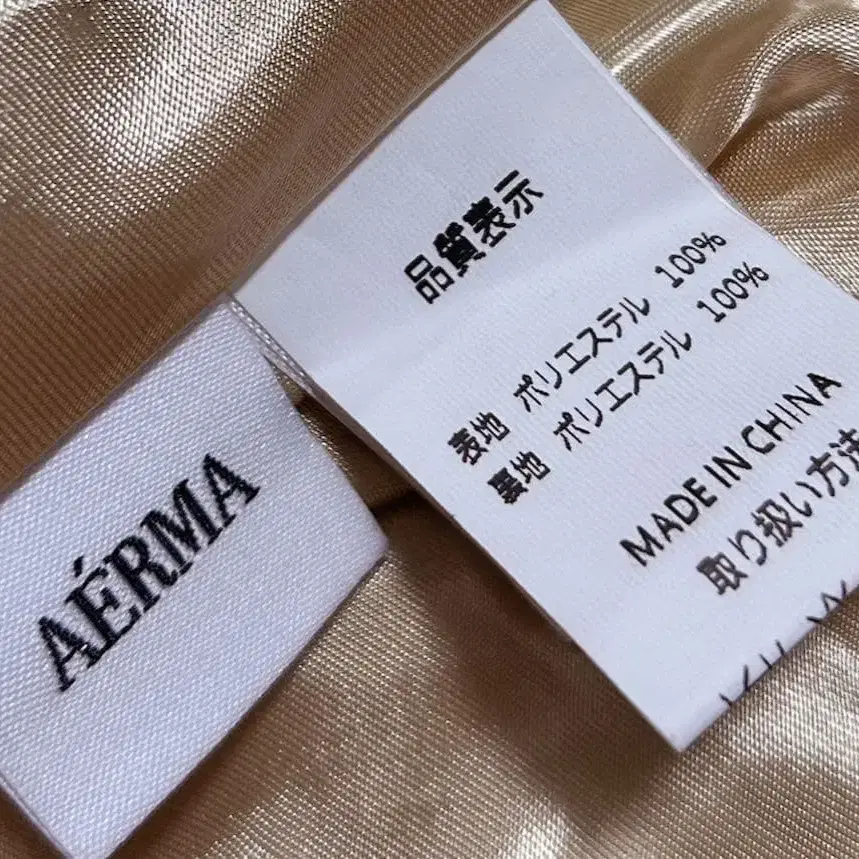 AÉRMA
品質表示
表地 ポリエステル 100%
裏地 ポリエステル 100%
MADE IN CHINA
取り扱い方法